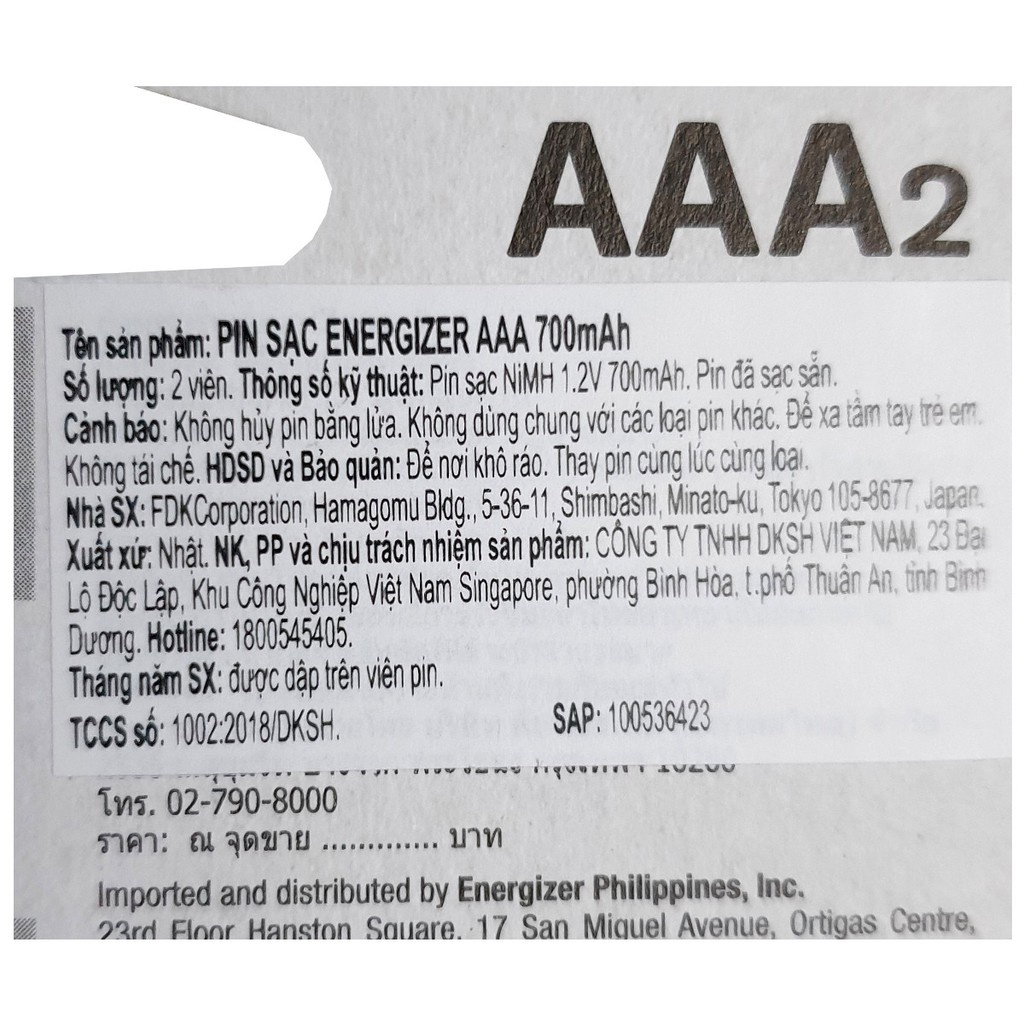 AAA2
Tên sản phẩm: PIN SẠC ENERGIZER AAA 700mAh
Số lượng: 2 viên. Thông số kỹ thuật: Pin sạc NiMH 1.2V 700mAh. Pin đã sạc sẵn.
Cảnh báo: Không hủy pin bằng lửa. Không dùng chung với các loại pin khác. Để xa tầm tay trẻ em.
Không tái chế. HDSD và Bảo quản: Để nơi khô ráo. Thay pin cùng lúc cùng loại.
Nhà SX: FDKCorporation, Hamagomu Bldg., 5-36-11, Shimbashi, Minato-ku, Tokyo 105-8677, Japan.
Xuất xứ: Nhật. NK, PP và chịu trách nhiệm sản phẩm: CÔNG TY TNHH DKSH VIỆT NAM, 23 Đại
Lộ Độc Lập, Khu Công Nghiệp Việt Nam Singapore, phường Bình Hòa, t.phố Thuận An, tỉnh Bình
Dương. Hotline: 1800545405.
Tháng năm SX: được dập trên viên pin.
TCCS số: 1002:2018/DKSH. SAP: 100536423
โทร. 02-790-8000
ราคา: ณ จุดขาย ............. บาท
Imported and distributed by Energizer Philippines, Inc.
23rd Floor Hanston Square, 17 San Miguel Avenue, Ortigas Centre,